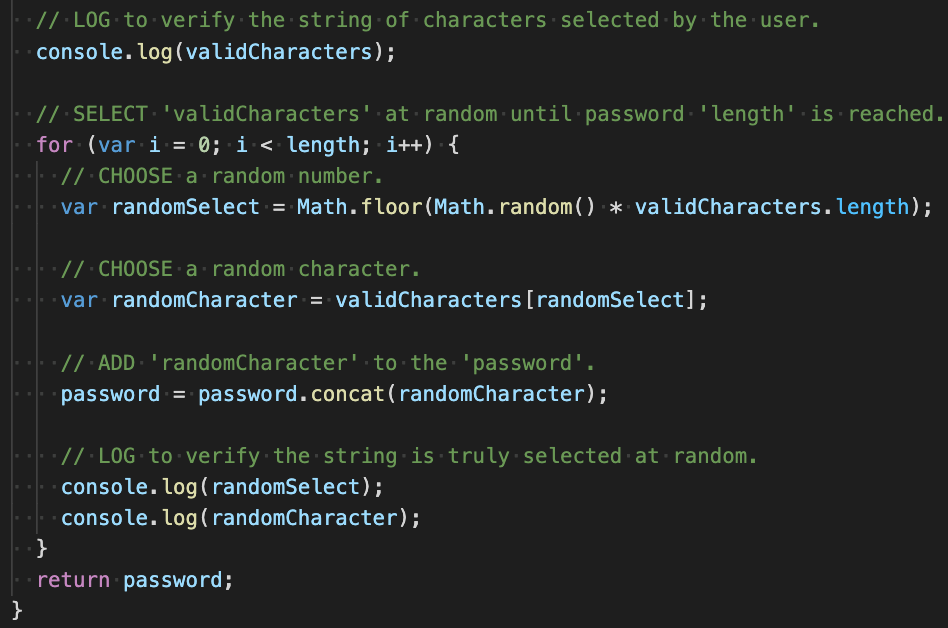 // LOG to verify the string of characters selected by the user.
console.log(validCharacters);
// SELECT 'validCharacters' at random until password 'length' is reached.
for (var i = 0; i < length; i++) {
// CHOOSE a random number.
var randomSelect = Math.floor(Math.random() * validCharacters.length);
// CHOOSE a random character.
var randomCharacter = validCharacters[randomSelect];
// ADD 'randomCharacter' to the 'password'.
password = password.concat(randomCharacter);
// LOG to verify the string is truly selected at random.
console.log(randomSelect);
console.log(randomCharacter);
}
return password;
}